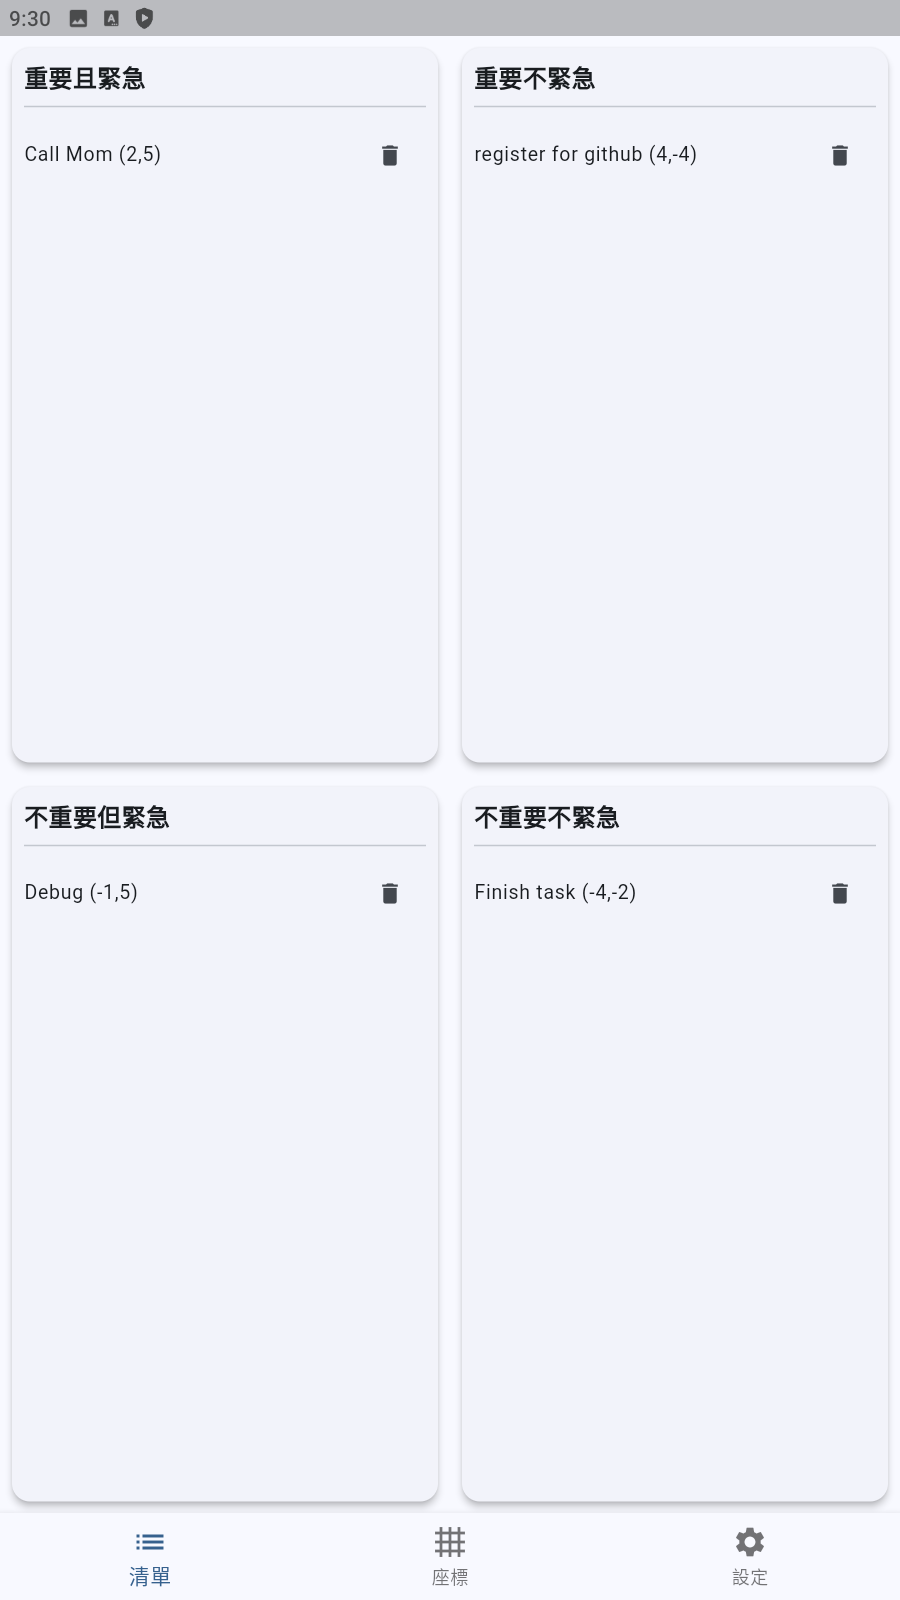 9:30
重要且緊急
Call Mom (2,5)
重要不緊急
register for github (4,-4)
不重要但緊急
Debug (-1,5)
不重要不緊急
Finish task (-4,-2)
清單
座標
設定